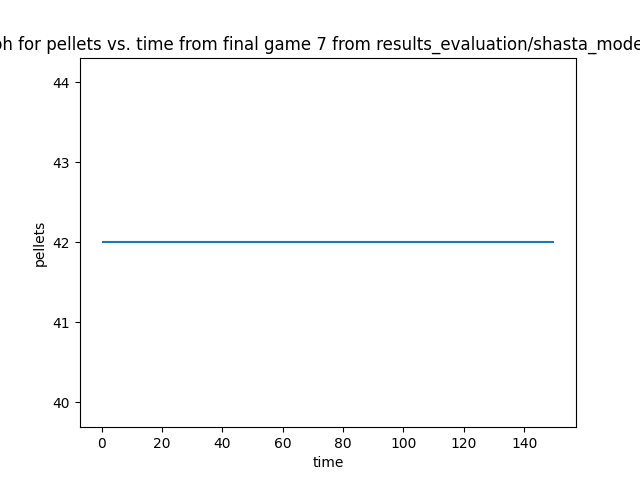 for pellets vs. time from final game 7 from results_evaluation/shasta_mode
44
43
42
41
40
pellets
0 20 40 60 80 100 120 140
time